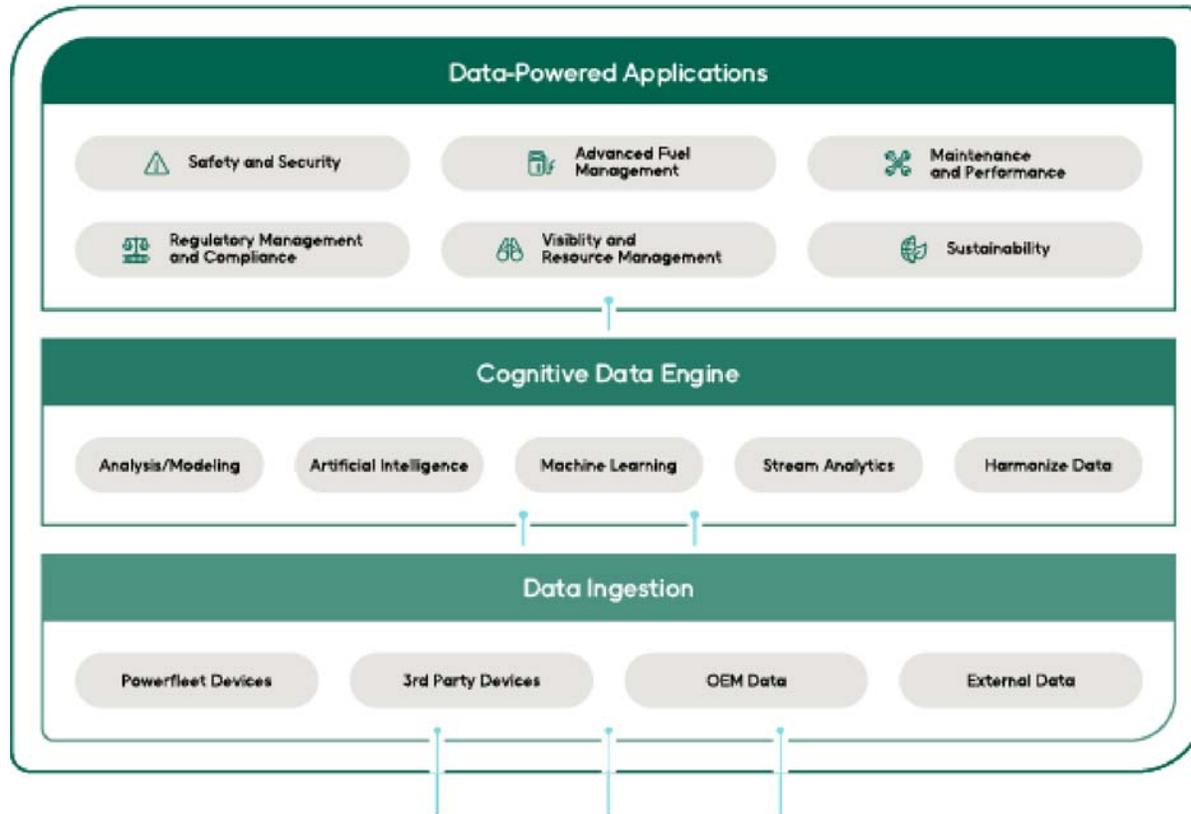 Data-Powered Applications
Safety and Security
Advanced Fuel
Management
Maintenance
and Performance
Regulatory Management
and Compliance
Visiblity and
Resource Management
Sustainability
Cognitive Data Engine
Analysis/Modeling
Artificial Intelligence
Machine Learning
Stream Analytics
Harmonize Data
Data Ingestion
Powerfleet Devices
3rd Party Devices
OEM Data
External Data